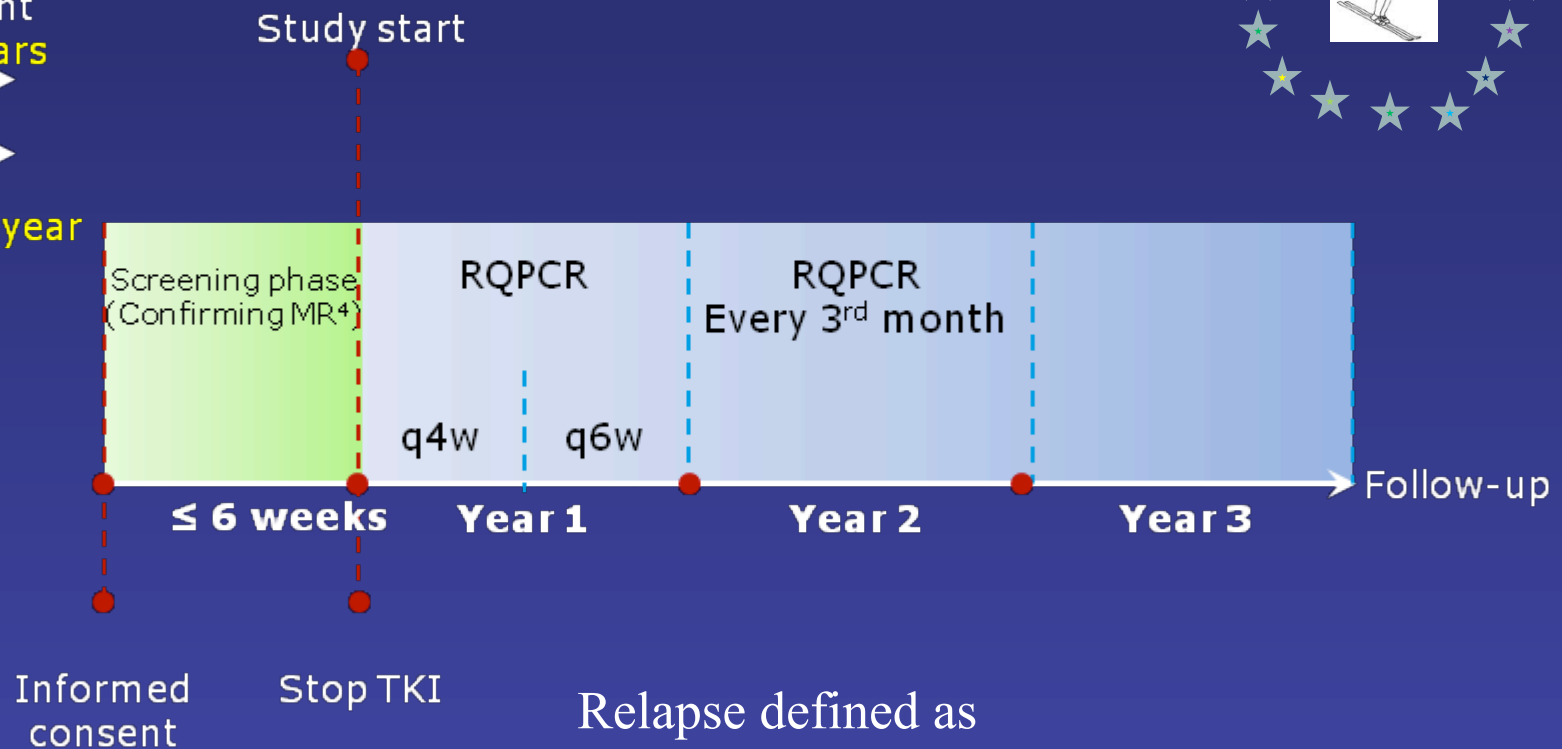 nt
ars
Study start
year
Screening phase
(Confirming MR⁴)
RQPCR
RQPCR
Every 3rd month
q4w
q6w
≤ 6 weeks
Year 1
Year 2
Year 3
Follow-up
Informed
consent
Stop TKI
Relapse defined as